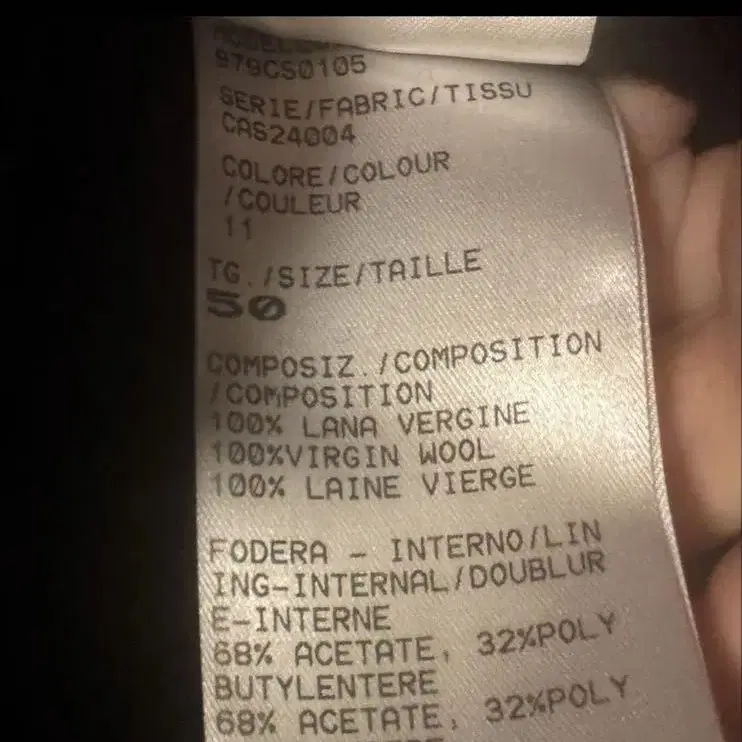 979CS0105
SERIE/FABRIC/TISSU
CAS24004
COLORE/COLOUR
/COULEUR
11
TG./SIZE/TAILLE
50
COMPOSIZ./COMPOSITION
/COMPOSITION
100% LANA VERGINE
100%VIRGIN WOOL
100% LAINE VIERGE
FODERA - INTERNO/LIN
ING-INTERNAL/DOUBLUR
E-INTERNE
68% ACETATE, 32%POLY
BUTYLENTERE
68% ACETATE, 32%POLY